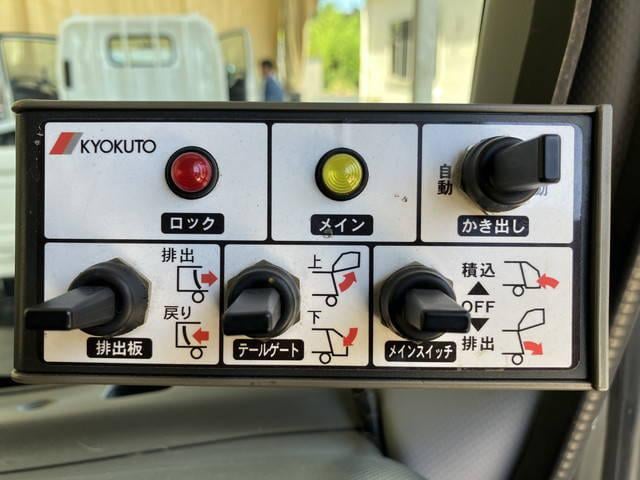 KYOKUTO
ロック
メイン
自動
動
かき出し
排出
戻り
排出板
上
下
テールゲート
積込
OFF
排出
メインスイッチ